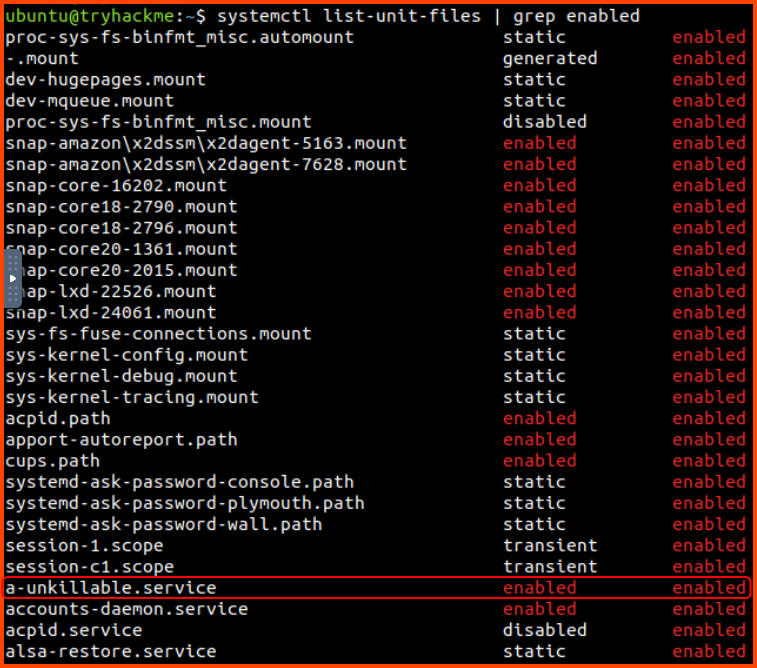 ubuntu@tryhackme:~$ systemctl list-unit-files | grep enabled
proc-sys-fs-binfmt_misc.automount static enabled
-.mount generated enabled
dev-hugepages.mount static enabled
dev-mqueue.mount static enabled
proc-sys-fs-binfmt_misc.mount disabled enabled
snap-amazon\x2dssm\x2dagent-5163.mount enabled enabled
snap-amazon\x2dssm\x2dagent-7628.mount enabled enabled
snap-core-16202.mount enabled enabled
snap-core18-2790.mount enabled enabled
snap-core18-2796.mount enabled enabled
snap-core20-1361.mount enabled enabled
nap-core20-2015.mount enabled enabled
nap-lxd-22526.mount enabled enabled
snap-lxd-24061.mount enabled enabled
sys-fs-fuse-connections.mount static enabled
sys-kernel-config.mount static enabled
sys-kernel-debug.mount static enabled
sys-kernel-tracing.mount static enabled
acpid.path enabled enabled
apport-autoreport.path enabled enabled
cups.path enabled enabled
systemd-ask-password-console.path static enabled
systemd-ask-password-plymouth.path static enabled
systemd-ask-password-wall.path static enabled
session-1.scope transient enabled
session-c1.scope transient enabled
a-unkillable.service enabled enabled
accounts-daemon.service enabled enabled
acpid.service disabled enabled
alsa-restore.service static enabled